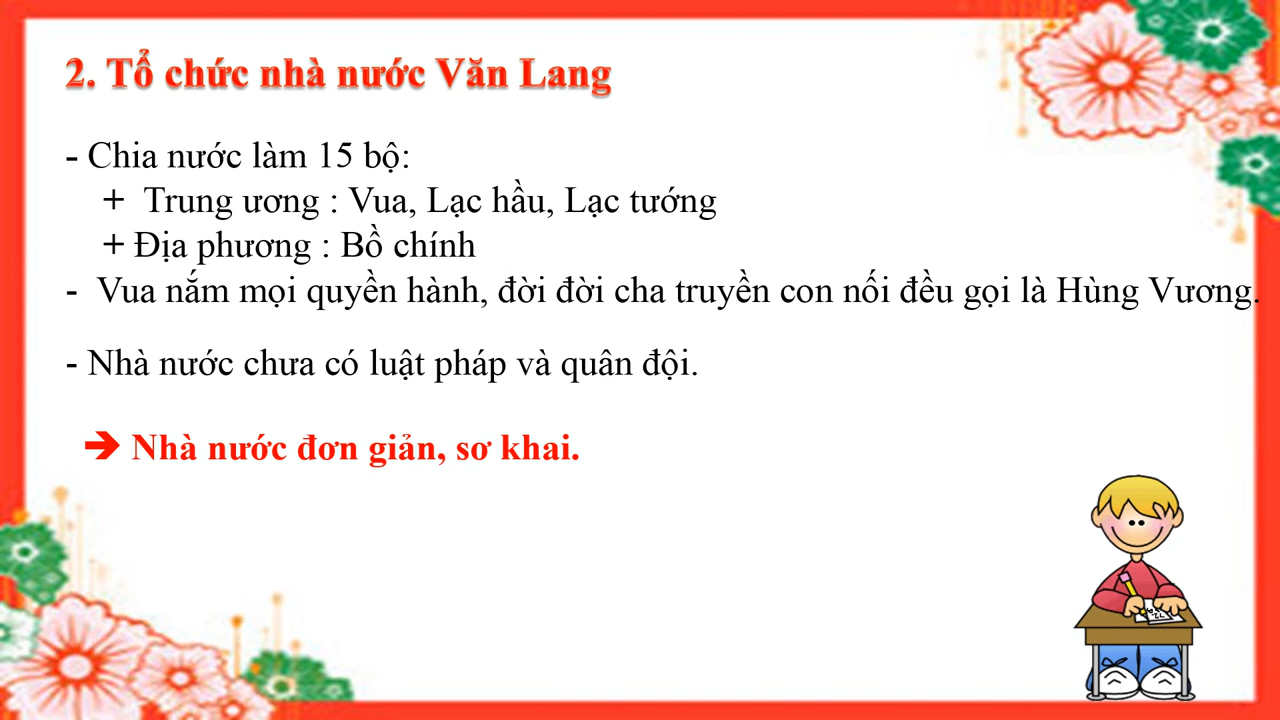 2. Tổ chức nhà nước Văn Lang
- Chia nước làm 15 bộ:
+ Trung ương : Vua, Lạc hầu, Lạc tướng
+ Địa phương : Bồ chính
- Vua nắm mọi quyền hành, đời đời cha truyền con nối đều gọi là Hùng Vương.
- Nhà nước chưa có luật pháp và quân đội.
➔ Nhà nước đơn giản, sơ khai.